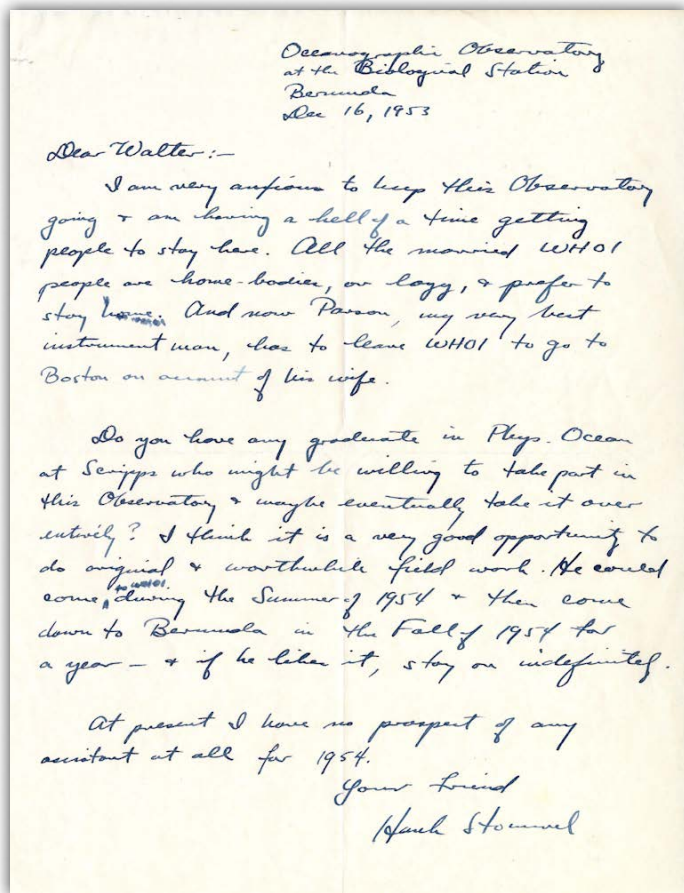 Oceanographic Observatory
at the Biological Station
Bermuda
Dec 16, 1953
Dear Walter:-
I am very anxious to keep this Observatory
going & am having a hell of a time getting
people to stay here. All the married WHOI
people are home-bodies, or lazy, & prefer to
stay home. And now Parson, my very best
instrument man, has to leave WHOI to go to
Boston on account of his wife.
Do you have any graduate in Phys. Ocean
at Scripps who might be willing to take part in
this Observatory & maybe eventually take it over
entirely? I think it is a very good opportunity to
do original & worthwhile field work. He could
come to WHOI during the Summer of 1954 & then come
down to Bermuda in the Fall of 1954 for
a year - & if he likes it, stay on indefinitely.
At present I have no prospect of any
assistant at all for 1954.
Your friend
Hank Stommel